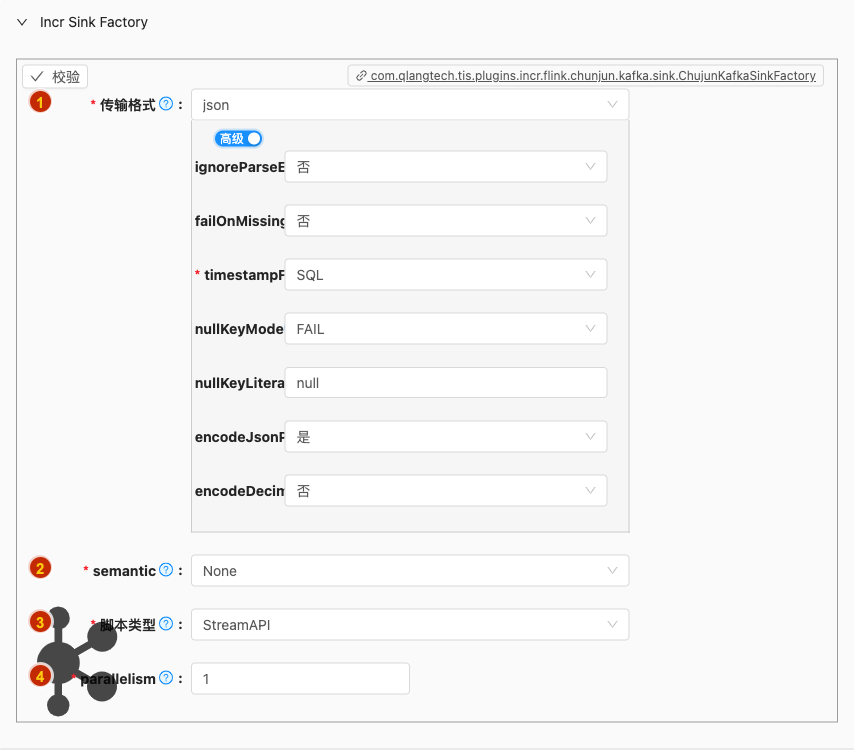 Incr Sink Factory
校验
com.qlangtech.tis.plugins.incr.flink.chunjun.kafka.sink.ChujunKafkaSinkFactory
1 * 传输格式 ? : json
高级
ignoreParseE 否
failOnMissing 否
* timestampF SQL
nullKeyMode FAIL
nullKeyLitera null
encodeJsonP 是
encodeDecim 否
2 * semantic ? : None
3 * 脚本类型 ? : StreamAPI
4 * parallelism ? : 1